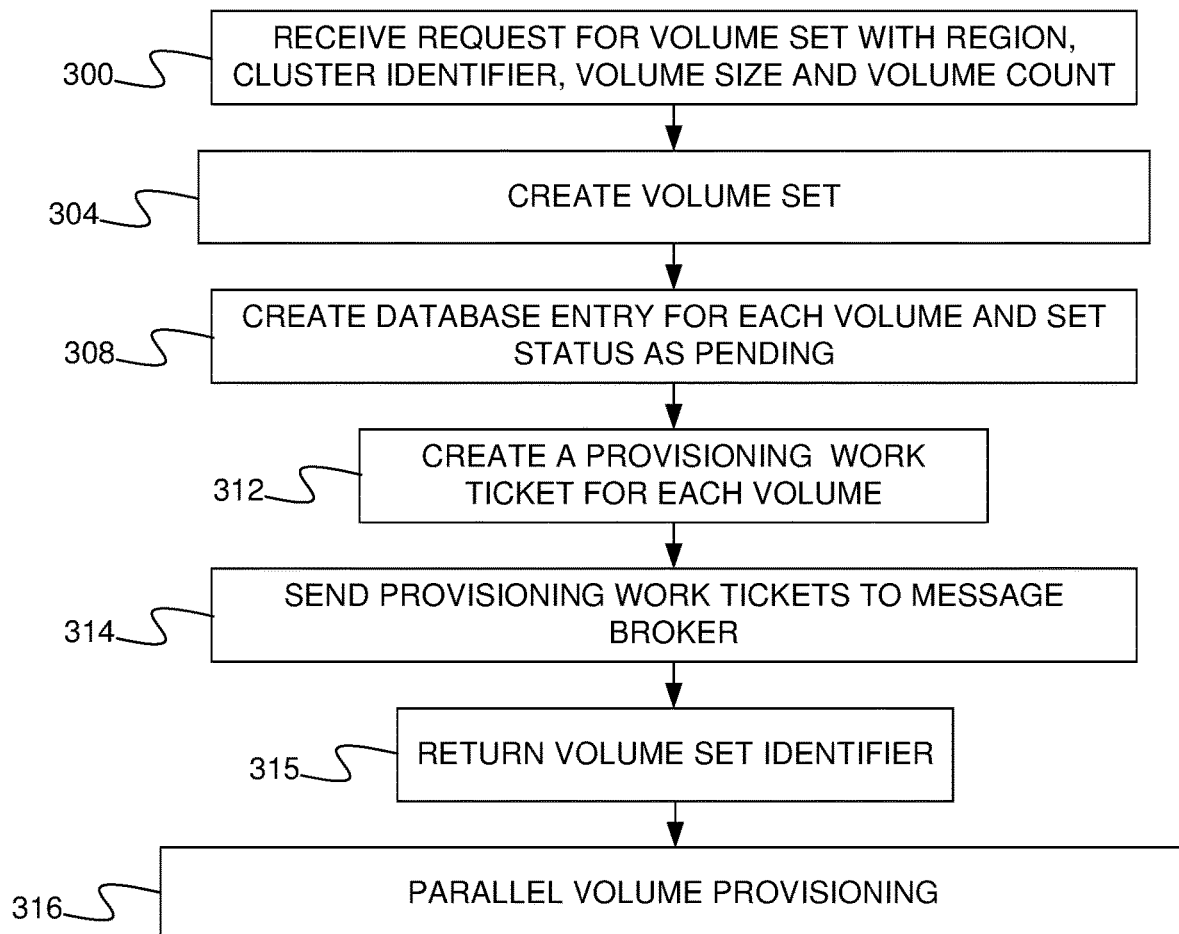 RECEIVE REQUEST FOR VOLUME SET WITH REGION,
CLUSTER IDENTIFIER, VOLUME SIZE AND VOLUME COUNT
300
CREATE VOLUME SET
304
CREATE DATABASE ENTRY FOR EACH VOLUME AND SET
STATUS AS PENDING
308
CREATE A PROVISIONING WORK
TICKET FOR EACH VOLUME
312
SEND PROVISIONING WORK TICKETS TO MESSAGE
BROKER
314
RETURN VOLUME SET IDENTIFIER
315
PARALLEL VOLUME PROVISIONING
316